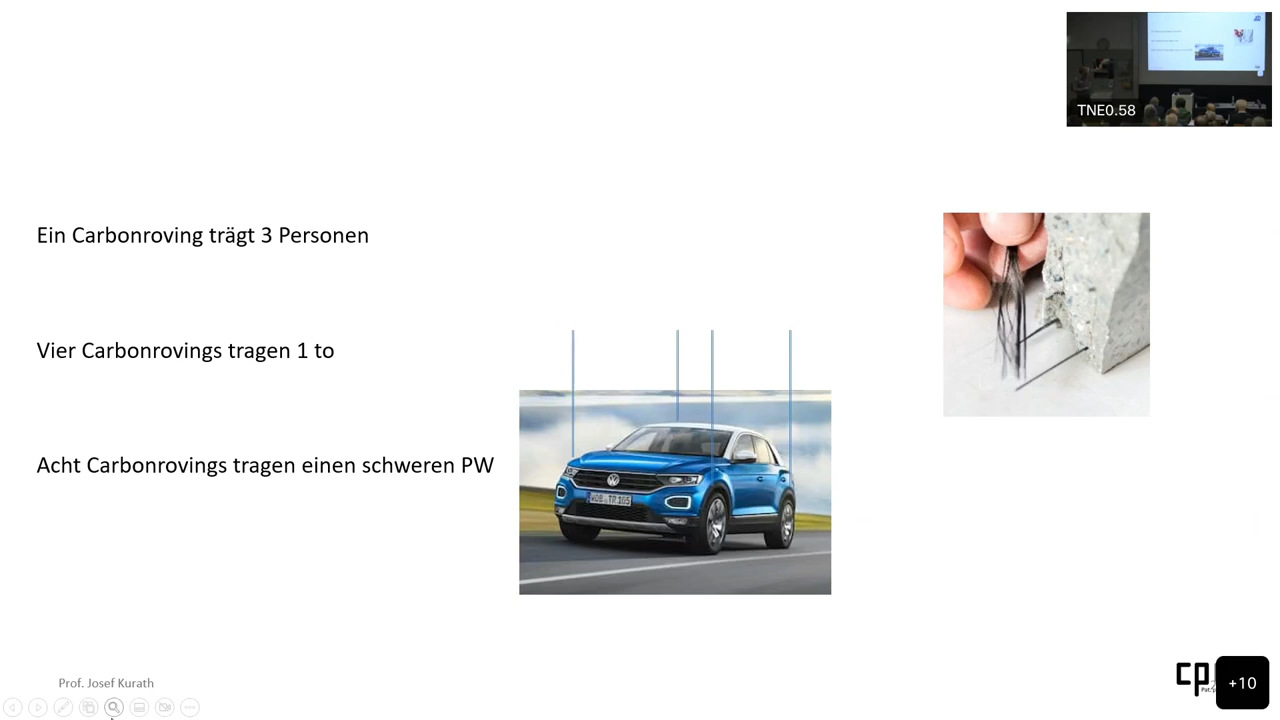 TNE0.58
Ein Carbonroving trägt 3 Personen
Vier Carbonrovings tragen 1 to
Acht Carbonrovings tragen einen schweren PW
Prof. Josef Kurath
cp
+10